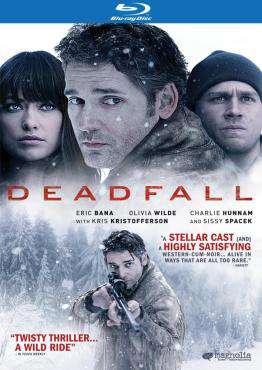 Blu-ray Disc
DEADFALL
ERIC BANA OLIVIA WILDE CHARLIE HUNNAM
WITH KRIS KRISTOFFERSON AND SISSY SPACEK
"A STELLAR CAST (AND)
A HIGHLY SATISFYING
WESTERN-CUM-NOIR... ALIVE IN
WAYS THAT ARE ALL TOO RARE."
"TWISTY THRILLER...
A WILD RIDE"
MAGNOLIA